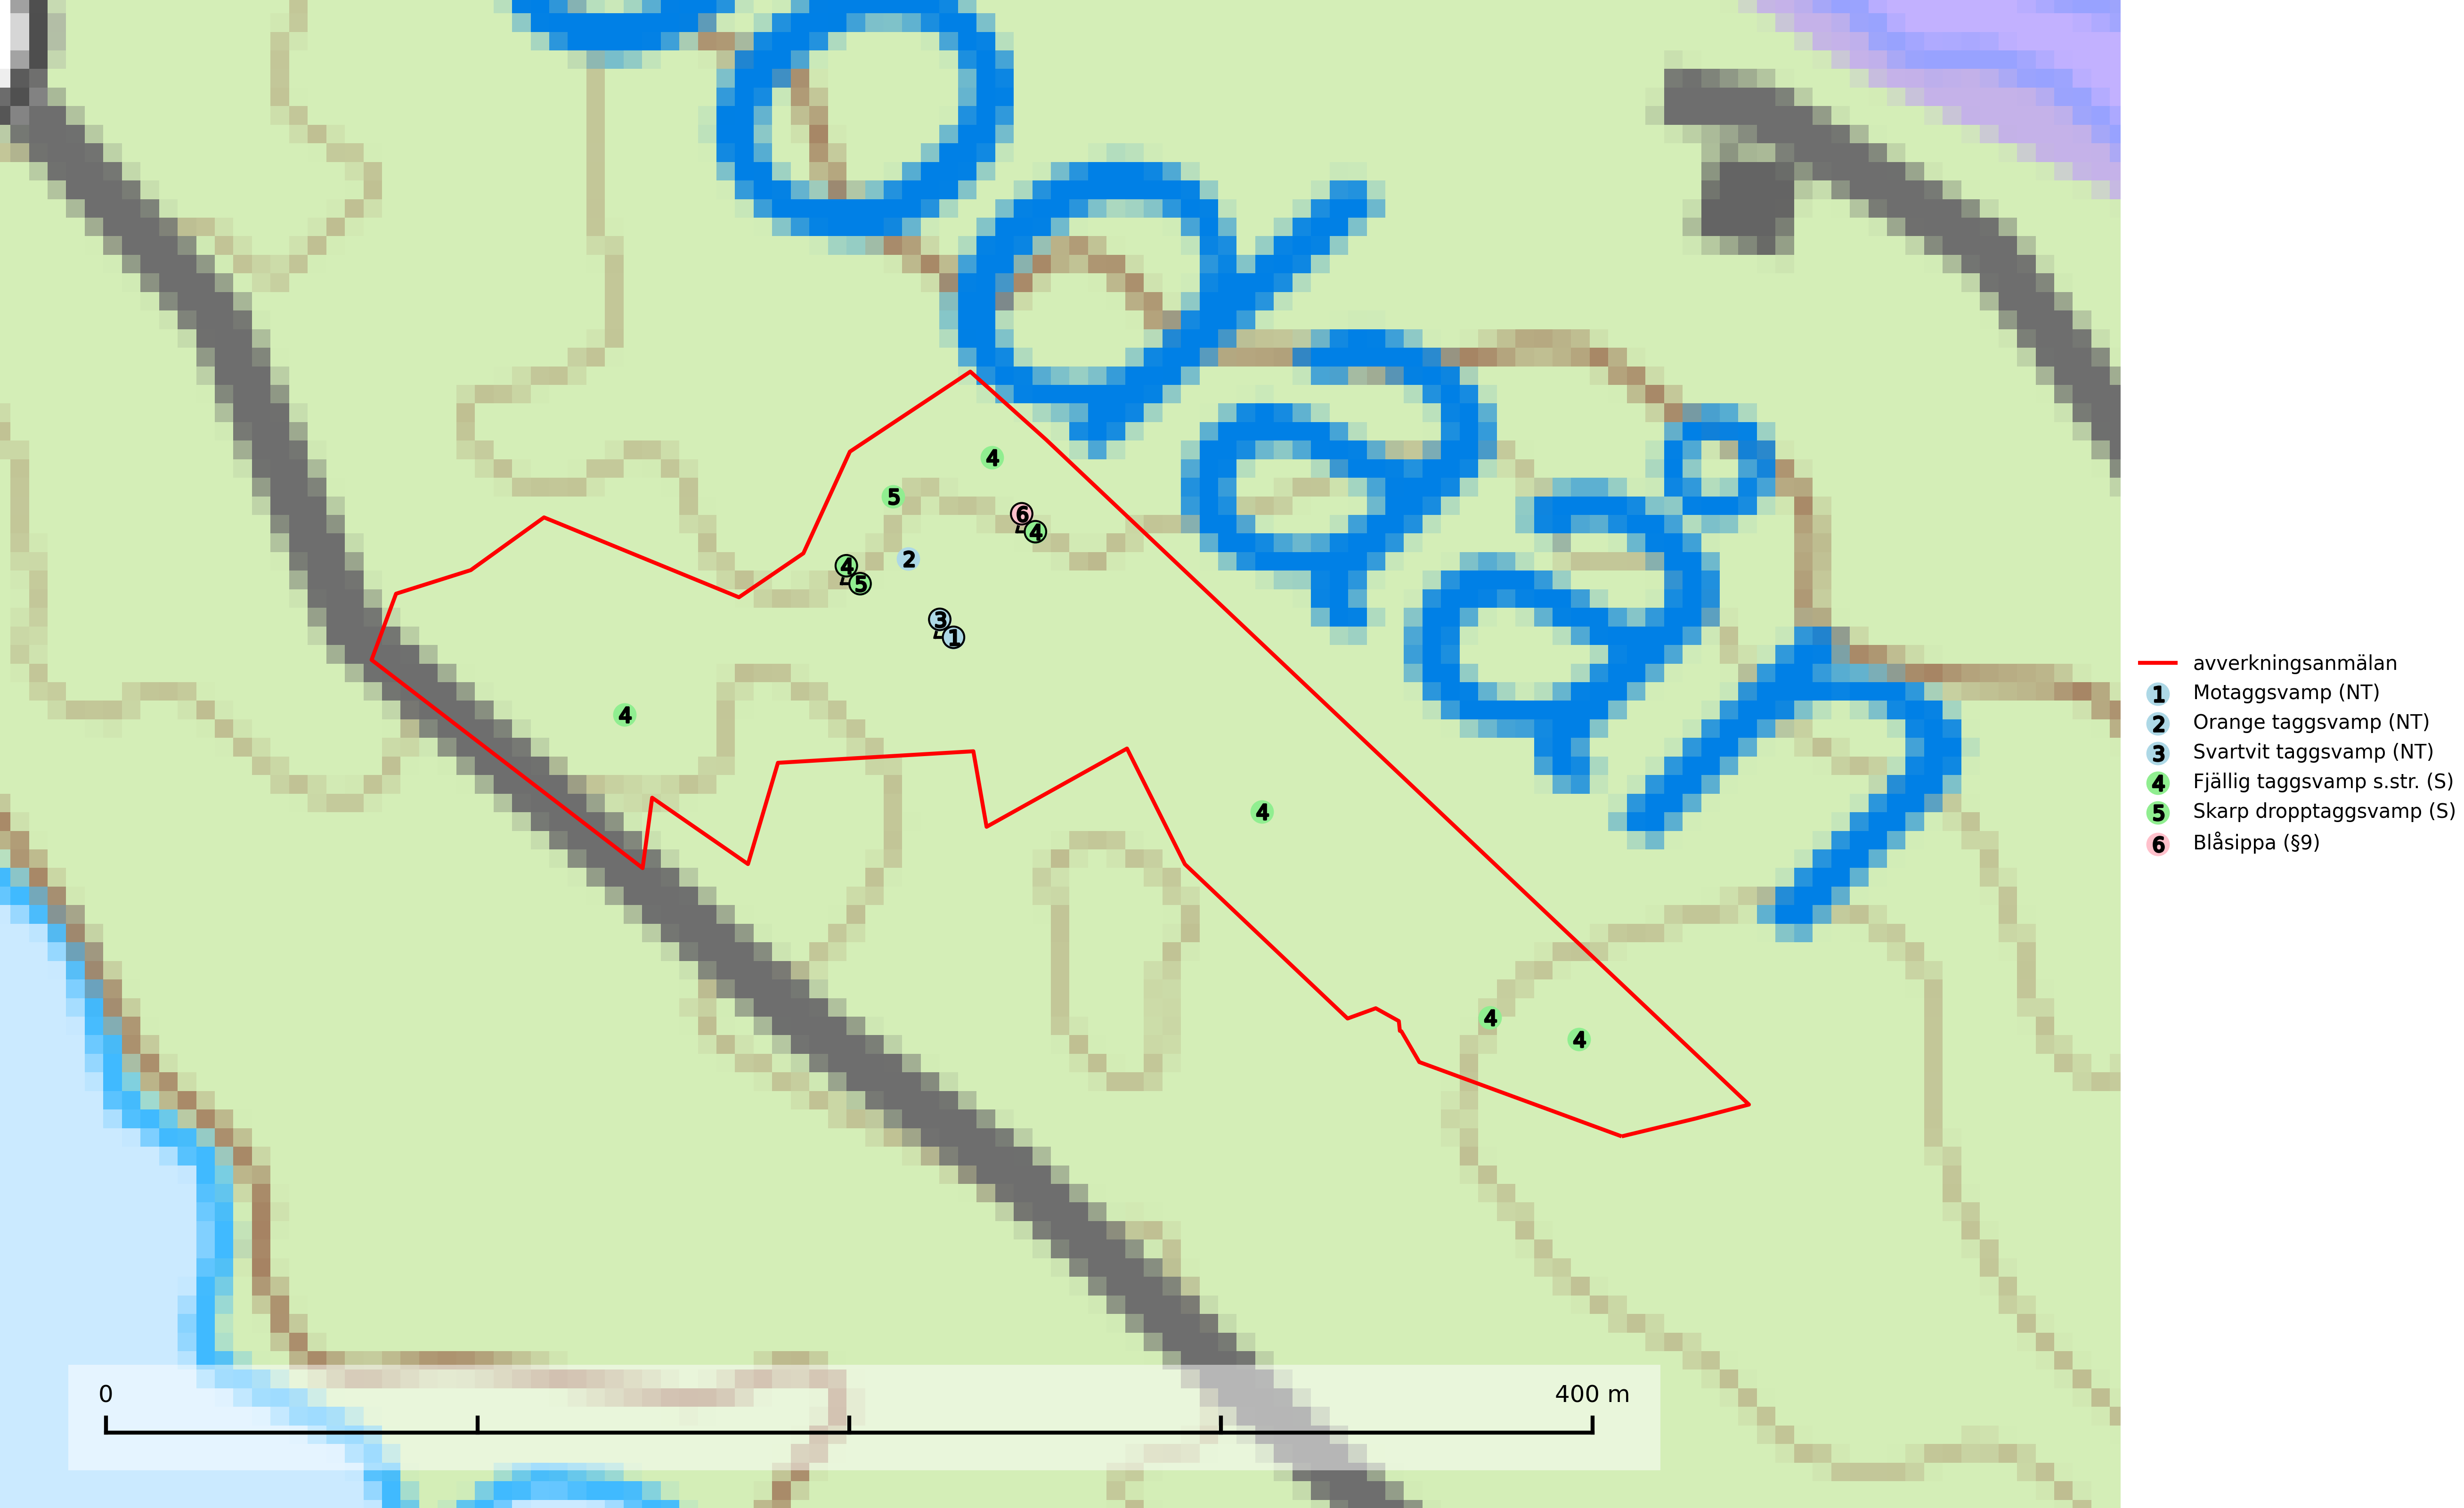 4
5
6
4
2
4
5
3
1
4
4
4
4
avverkningsanmälan
1 Motaggsvamp (NT)
2 Orange taggsvamp (NT)
3 Svartvit taggsvamp (NT)
4 Fjällig taggsvamp s.str. (S)
5 Skarp dropptaggsvamp (S)
6 Blåsippa (§9)
0 400 m